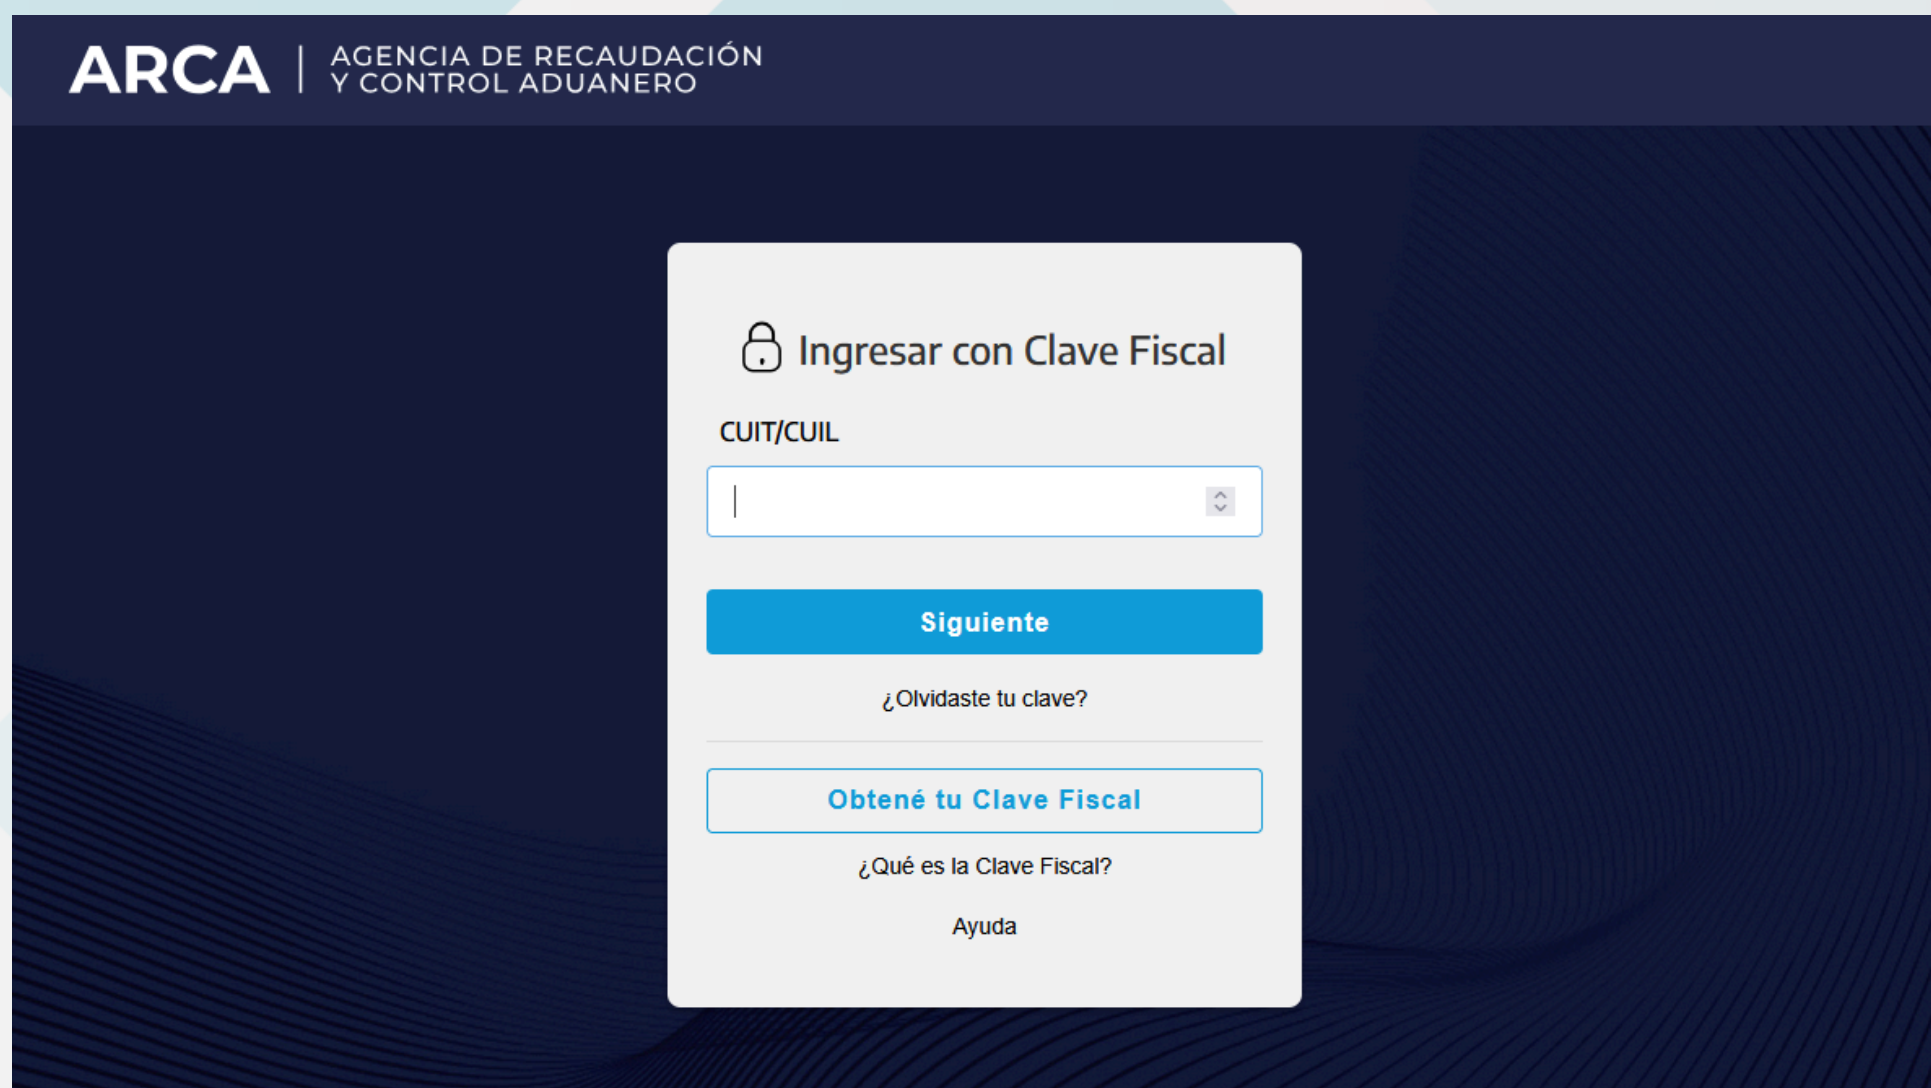 ARCA
AGENCIA DE RECAUDACIÓN
Y CONTROL ADUANERO
Ingresar con Clave Fiscal
CUIT/CUIL
Siguiente
¿Olvidaste tu clave?
Obtené tu Clave Fiscal
¿Qué es la Clave Fiscal?
Ayuda